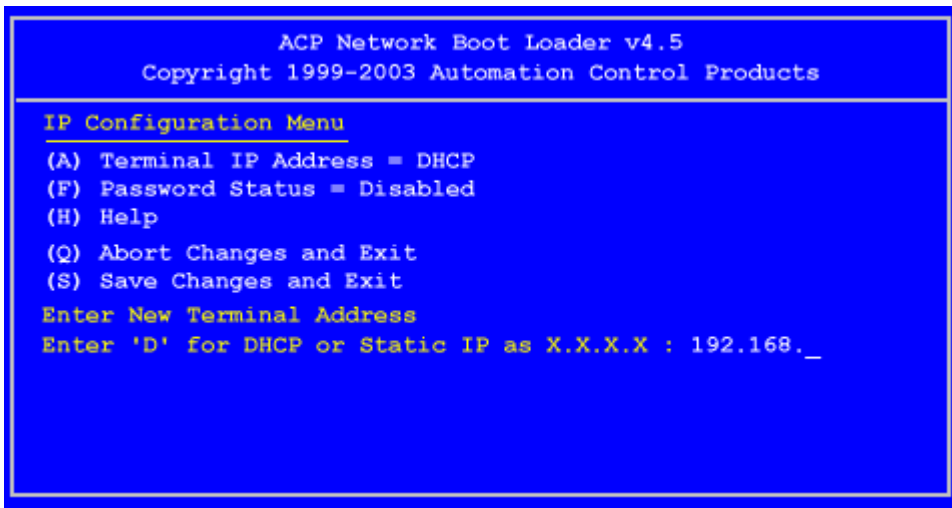 ACP Network Boot Loader v4.5
Copyright 1999-2003 Automation Control Products
IP Configuration Menu
(A) Terminal IP Address = DHCP
(F) Password Status = Disabled
(H) Help
(Q) Abort Changes and Exit
(S) Save Changes and Exit
Enter New Terminal Address
Enter 'D' for DHCP or Static IP as X.X.X.X : 192.168._